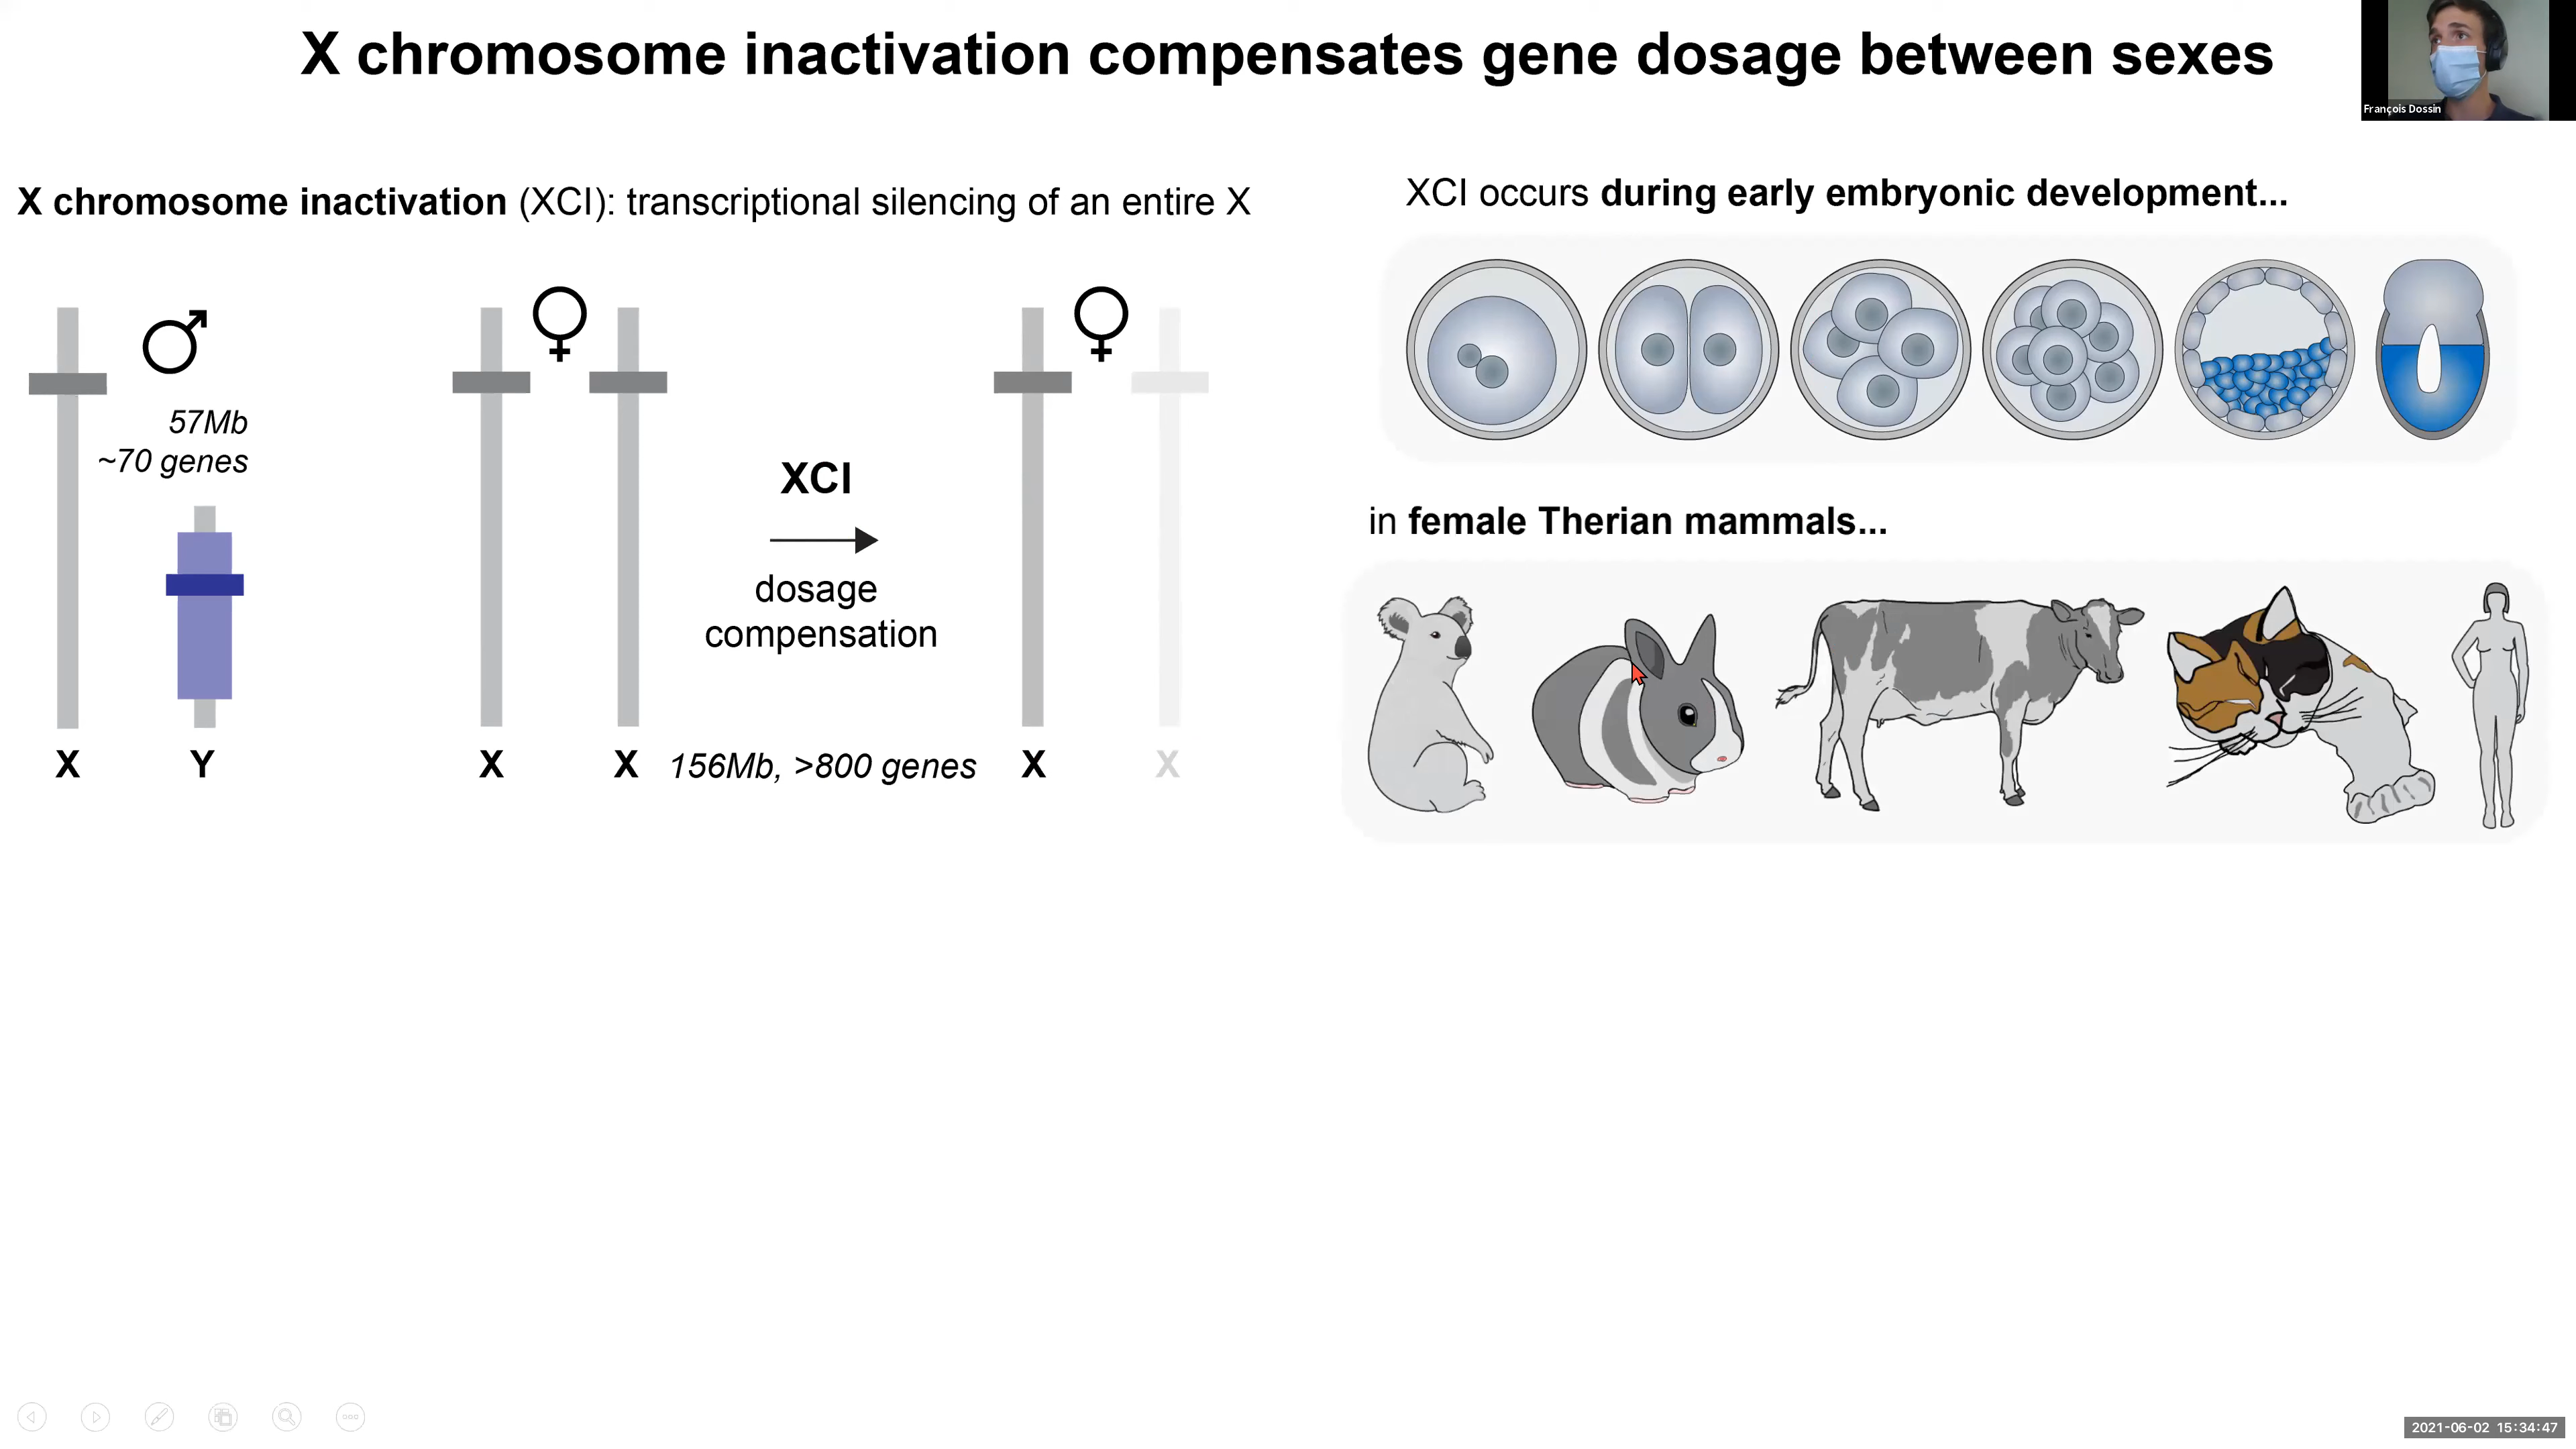 X chromosome inactivation compensates gene dosage between sexes
François Dossin
X chromosome inactivation (XCI): transcriptional silencing of an entire X
57Mb
~70 genes
XCI
dosage
compensation
X
Y
X
X
156Mb, >800 genes
X
X
XCI occurs during early embryonic development...
in female Therian mammals...
2021-06-02 15:34:47